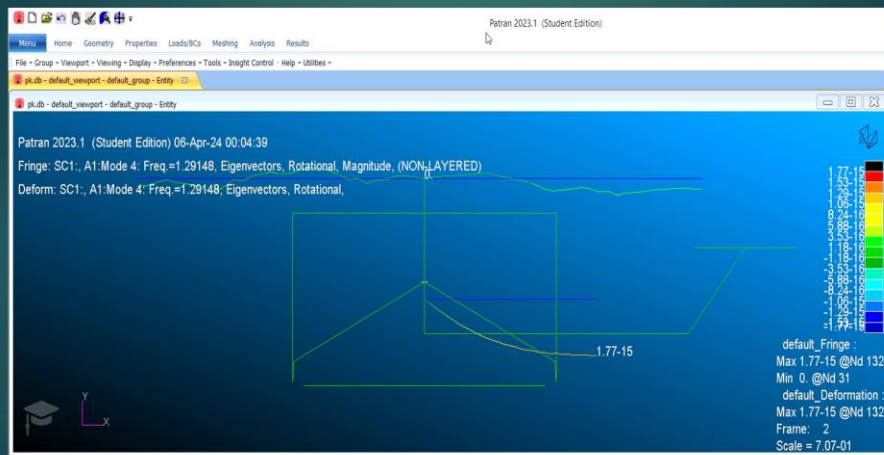 Patran 2023.1 (Student Edition)
Menu Home Geometry Properties Loads/BCs Meshing Analysis Results
File Group Viewport Viewing Display Preferences Tools Insight Control Help Utilities
pk.db - default_viewport - default_group - Entity
pk.db - default_viewport - default_group - Entity
Patran 2023.1 (Student Edition) 06-Apr-24 00:04:39
Fringe: SC1:, A1:Mode 4: Freq.=1.29148, Eigenvectors, Rotational, Magnitude, (NON-LAYERED)
Deform: SC1:, A1:Mode 4: Freq.=1.29148, Eigenvectors, Rotational,
0.
1.77-15
1.77-15
1.53-15
1.29-15
1.06-15
8.24-16
5.88-16
3.53-16
1.18-16
-1.18-16
-3.53-16
-5.88-16
-8.24-16
-1.06-15
-1.29-15
-1.53-15
-1.77-15
default_Fringe :
Max 1.77-15 @Nd 132
Min 0. @Nd 31
default_Deformation :
Max 1.77-15 @Nd 132
Frame: 2
Scale = 7.07-01
Y
X